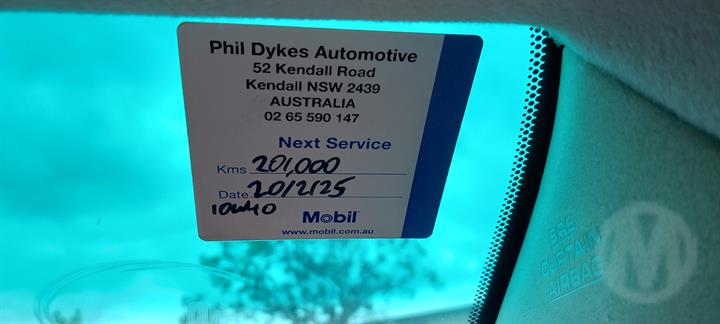 Phil Dykes Automotive
52 Kendall Road
Kendall NSW 2439
AUSTRALIA
02 65 590 147
Next Service
Kms 201,000
Date 20/2/25
10W40
Mobil
www.mobil.com.au
SRS
CURTAIN
AIRBAG
M